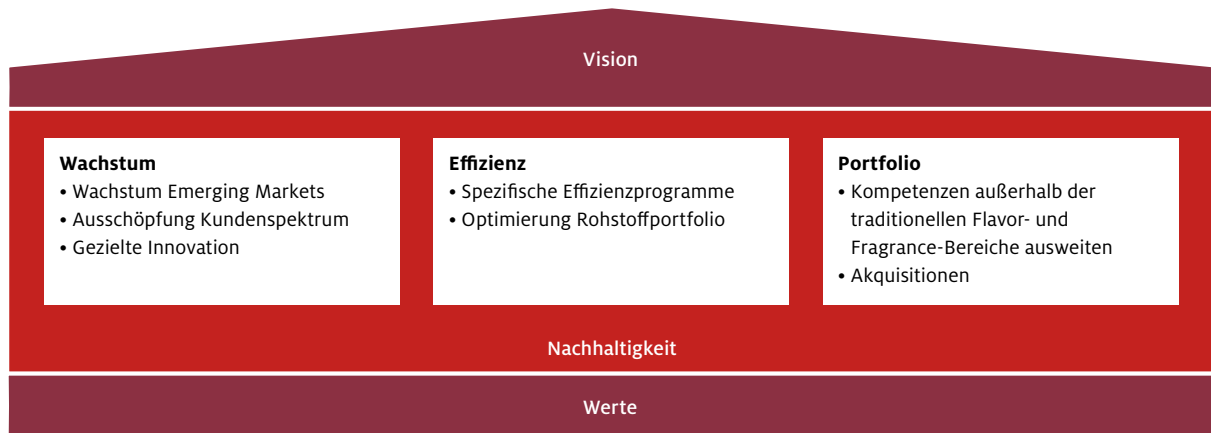 Vision
Wachstum
• Wachstum Emerging Markets
• Ausschöpfung Kundenspektrum
• Gezielte Innovation
Effizienz
• Spezifische Effizienzprogramme
• Optimierung Rohstoffportfolio
Portfolio
• Kompetenzen außerhalb der
traditionellen Flavor- und
Fragrance-Bereiche ausweiten
• Akquisitionen
Nachhaltigkeit
Werte